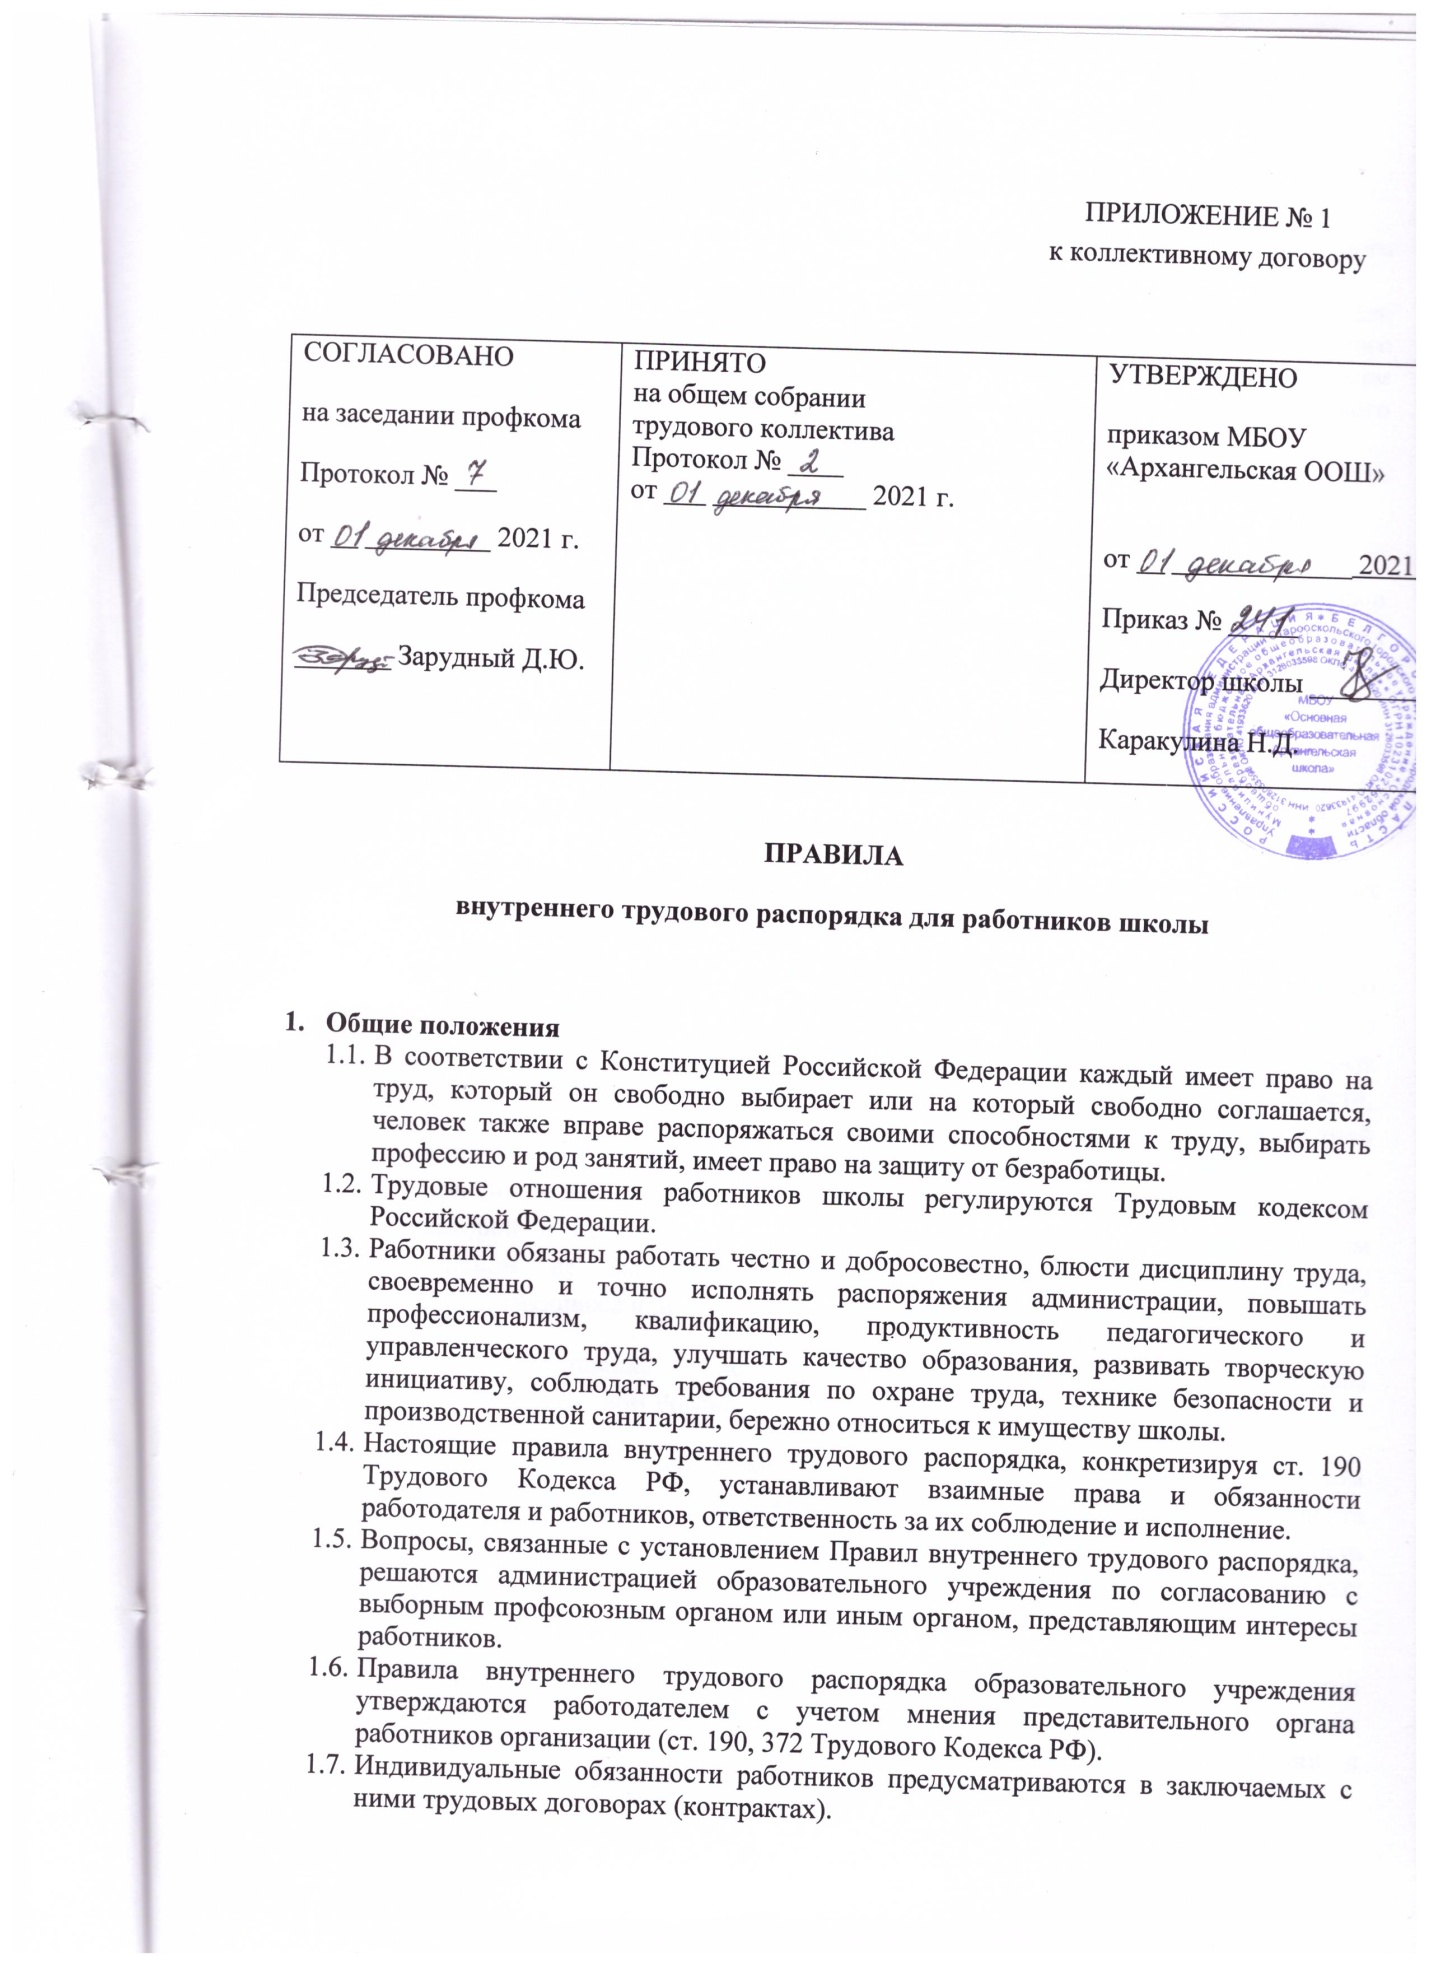 ПРИЛОЖЕНИЕ № 1
к коллективному договору
СОГЛАСОВАНО
на заседании профкома
Протокол № 7
от 01 декабря 2021 г.
Председатель профкома
Зарудный Д.Ю.
ПРИНЯТО
на общем собрании
трудового коллектива
Протокол № 2
от 01 декабря 2021 г.
УТВЕРЖДЕНО
приказом МБОУ
«Архангельская ООШ»
от 01 декабря 2021
Приказ № 241
Директор школы
Каракулина Н.Д.
МБОУ
«Основная
общеобразовательная
Архангельская
школа»
ПРАВИЛА
внутреннего трудового распорядка для работников школы
1. Общие положения
1.1. В соответствии с Конституцией Российской Федерации каждый имеет право на
труд, который он свободно выбирает или на который свободно соглашается,
человек также вправе распоряжаться своими способностями к труду, выбирать
профессию и род занятий, имеет право на защиту от безработицы.
1.2. Трудовые отношения работников школы регулируются Трудовым кодексом
Российской Федерации.
1.3. Работники обязаны работать честно и добросовестно, блюсти дисциплину труда,
своевременно и точно исполнять распоряжения администрации, повышать
профессионализм, квалификацию, продуктивность педагогического и
управленческого труда, улучшать качество образования, развивать творческую
инициативу, соблюдать требования по охране труда, технике безопасности и
производственной санитарии, бережно относиться к имуществу школы.
1.4. Настоящие правила внутреннего трудового распорядка, конкретизируя ст. 190
Трудового Кодекса РФ, устанавливают взаимные права и обязанности
работодателя и работников, ответственность за их соблюдение и исполнение.
1.5. Вопросы, связанные с установлением Правил внутреннего трудового распорядка,
решаются администрацией образовательного учреждения по согласованию с
выборным профсоюзным органом или иным органом, представляющим интересы
работников.
1.6. Правила внутреннего трудового распорядка образовательного учреждения
утверждаются работодателем с учетом мнения представительного органа
работников организации (ст. 190, 372 Трудового Кодекса РФ).
1.7. Индивидуальные обязанности работников предусматриваются в заключаемых с
ними трудовых договорах (контрактах).